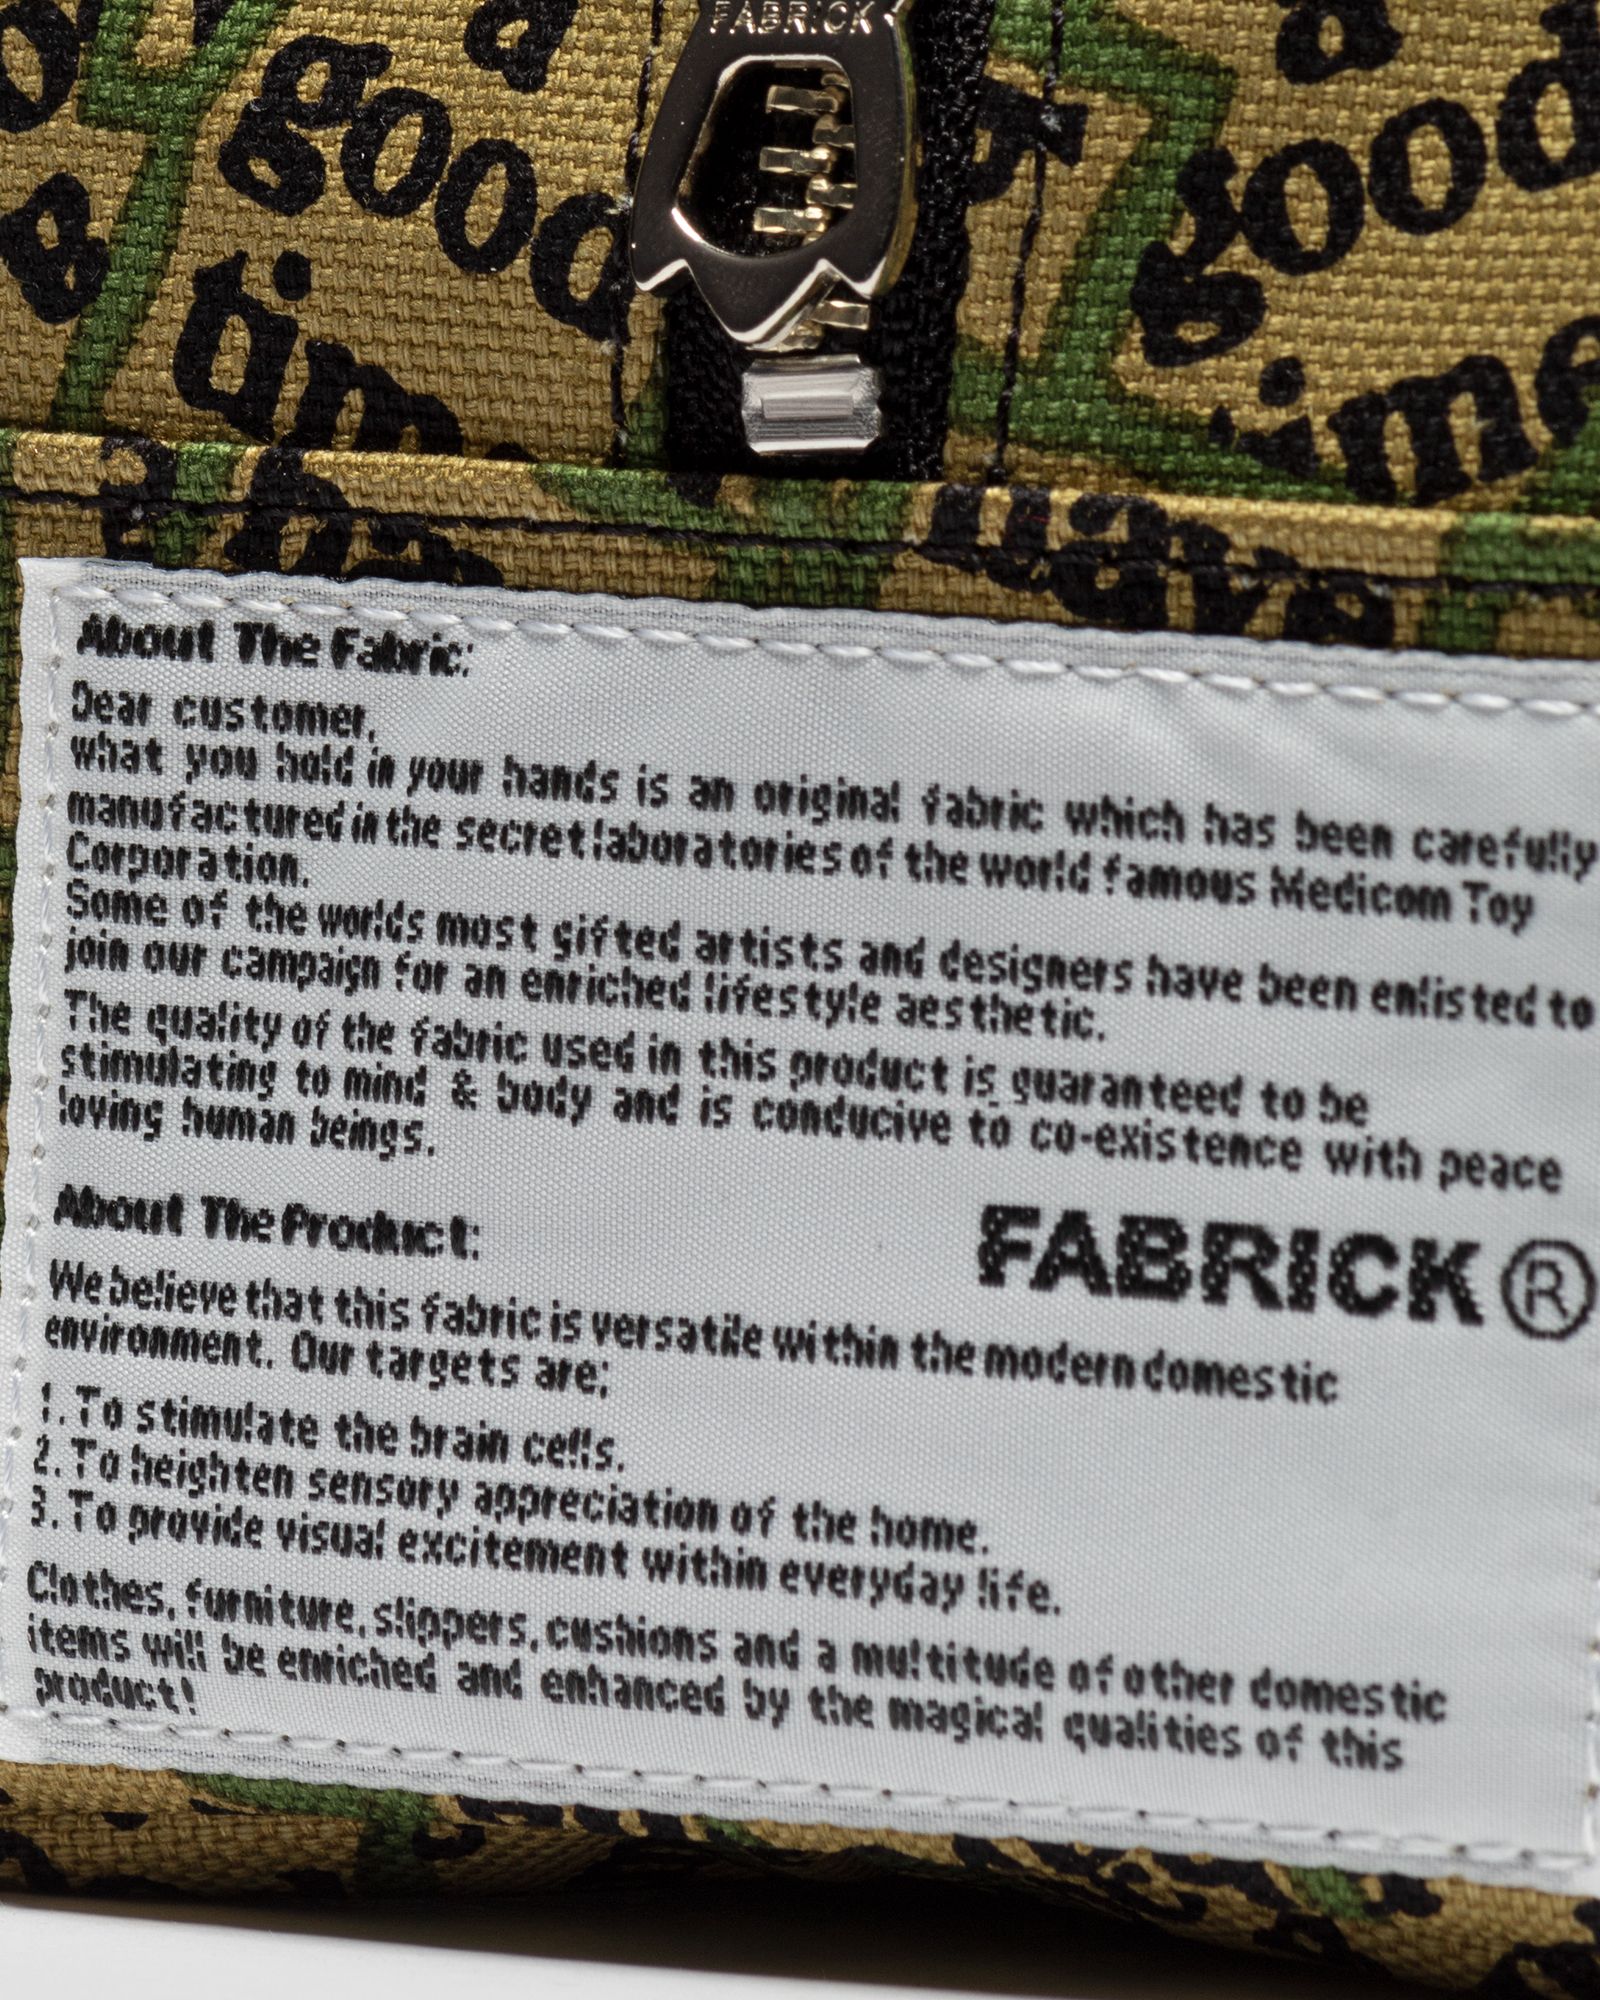 FABRICK
a
a
good
good
a
time
time
have
About The Fabric:
Dear customer,
what you hold in your hands is an original fabric which has been carefully
manufactured in the secret laboratories of the world famous Medicom Toy
Corporation.
Some of the worlds most gifted artists and designers have been enlisted to
join our campaign for an enriched lifestyle aesthetic.
The quality of the fabric used in this product is guaranteed to be
stimulating to mind & body and is conducive to co-existence with peace
loving human beings.
About The Product:
FABRICK®
We believe that this fabric is versatile within the modern domestic
environment. Our targets are;
1. To stimulate the brain cells.
2. To heighten sensory appreciation of the home.
3. To provide visual excitement within everyday life.
Clothes, furniture, slippers, cushions and a multitude of other domestic
items will be enriched and enhanced by the magical qualities of this
product!